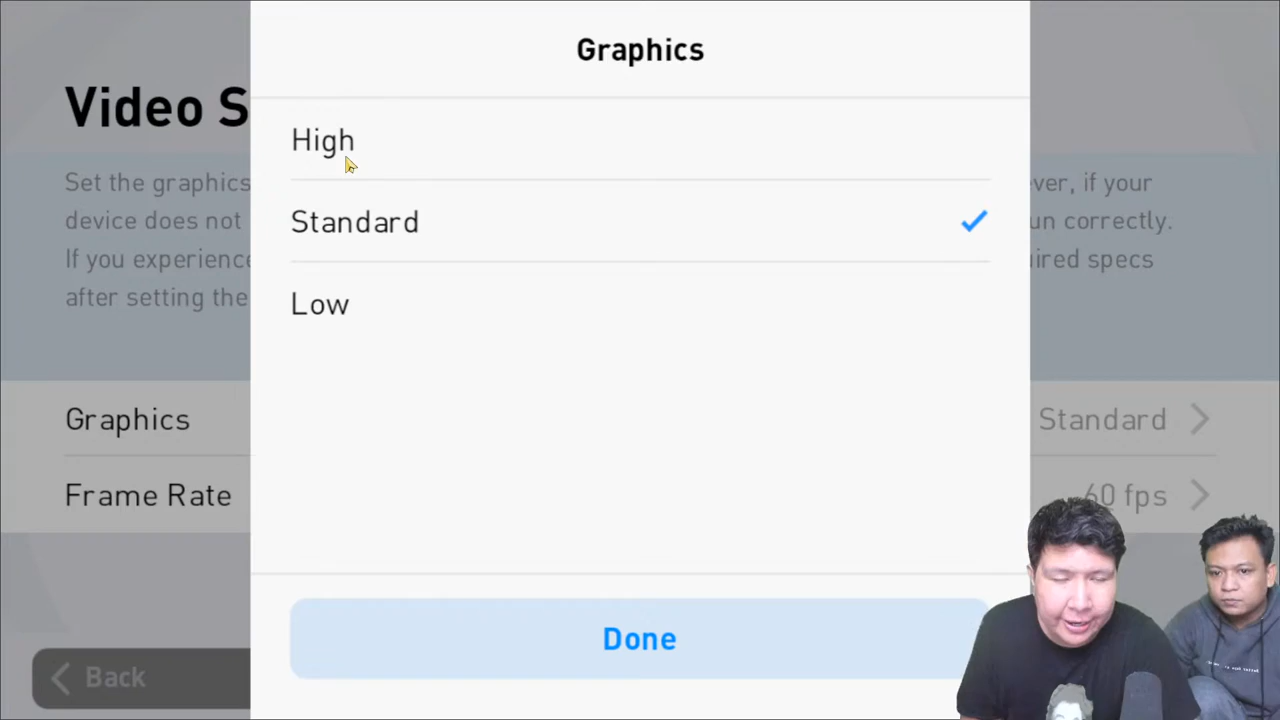 Graphics
Video S
High
Set the graphics
ever, if your
device does not
Standard
un correctly.
If you experience
ired specs
after setting the
Low
Graphics
Standard
Frame Rate
60 fps
Done
Back